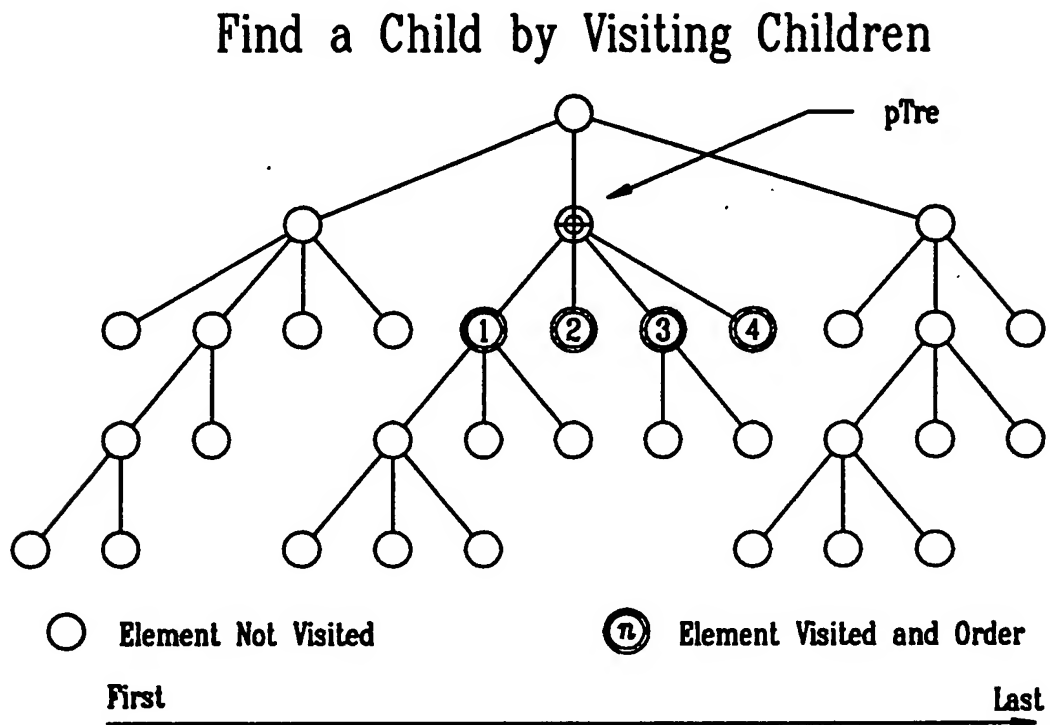 Find a Child by Visiting Children
pTre
1 2 3 4
Element Not Visited
n Element Visited and Order
First Last